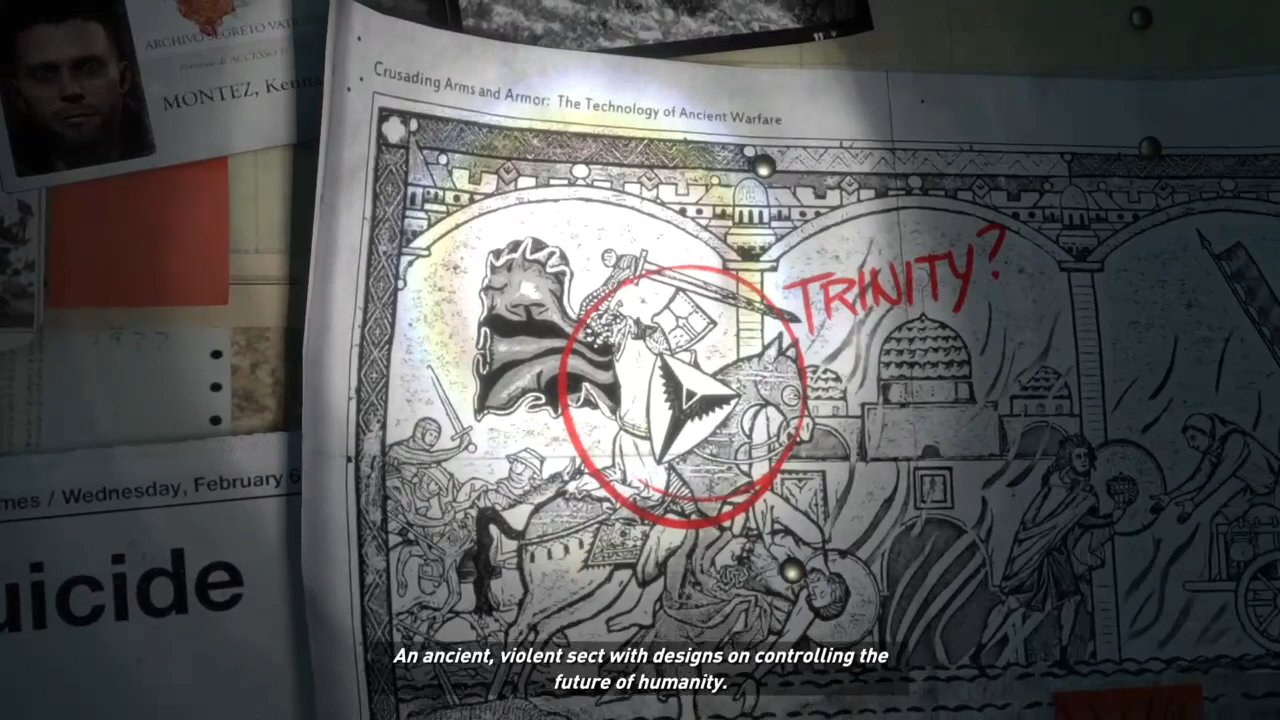 ARCHIVO SEGRETO VAT
MONTEZ, Kenna
Crusading Arms and Armor: The Technology of Ancient Warfare
TRINITY?
mes / Wednesday, February 6
uicide
An ancient, violent sect with designs on controlling the
future of humanity.